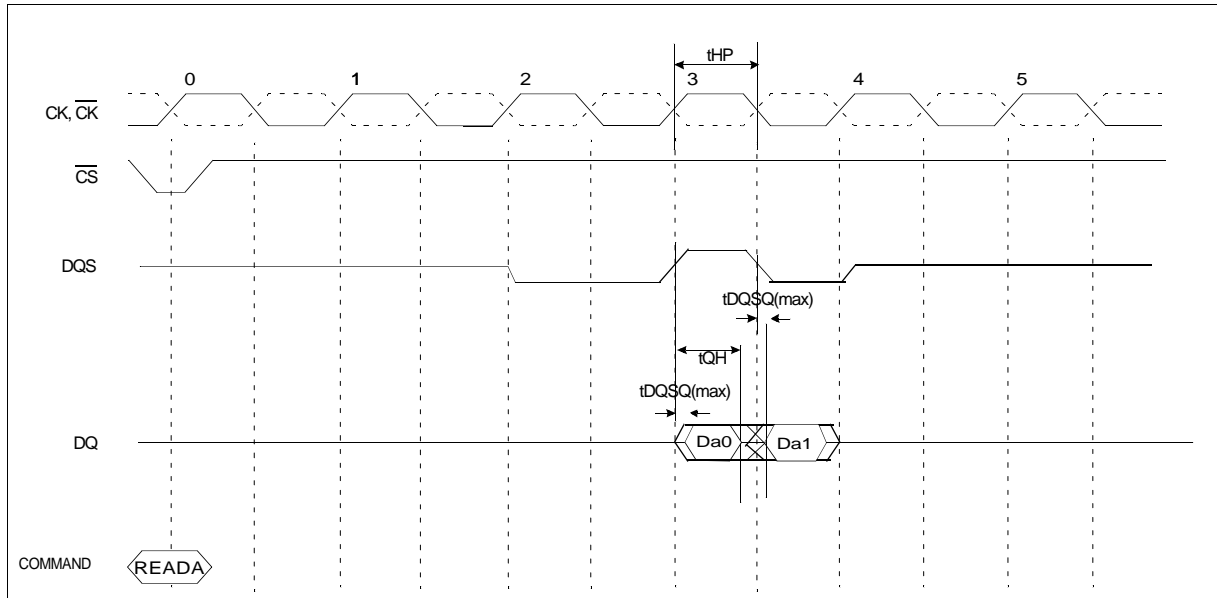 tHP
0 1 2 3 4 5
CK, CK
CS
DQS
tDQSQ(max)
tQH
tDQSQ(max)
DQ Da0 Da1
COMMAND READA